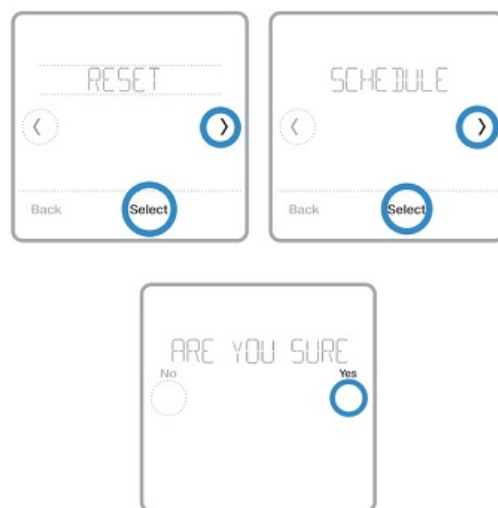 RESET
Back Select
SCHEDULE
Back Select
ARE YOU SURE
No Yes